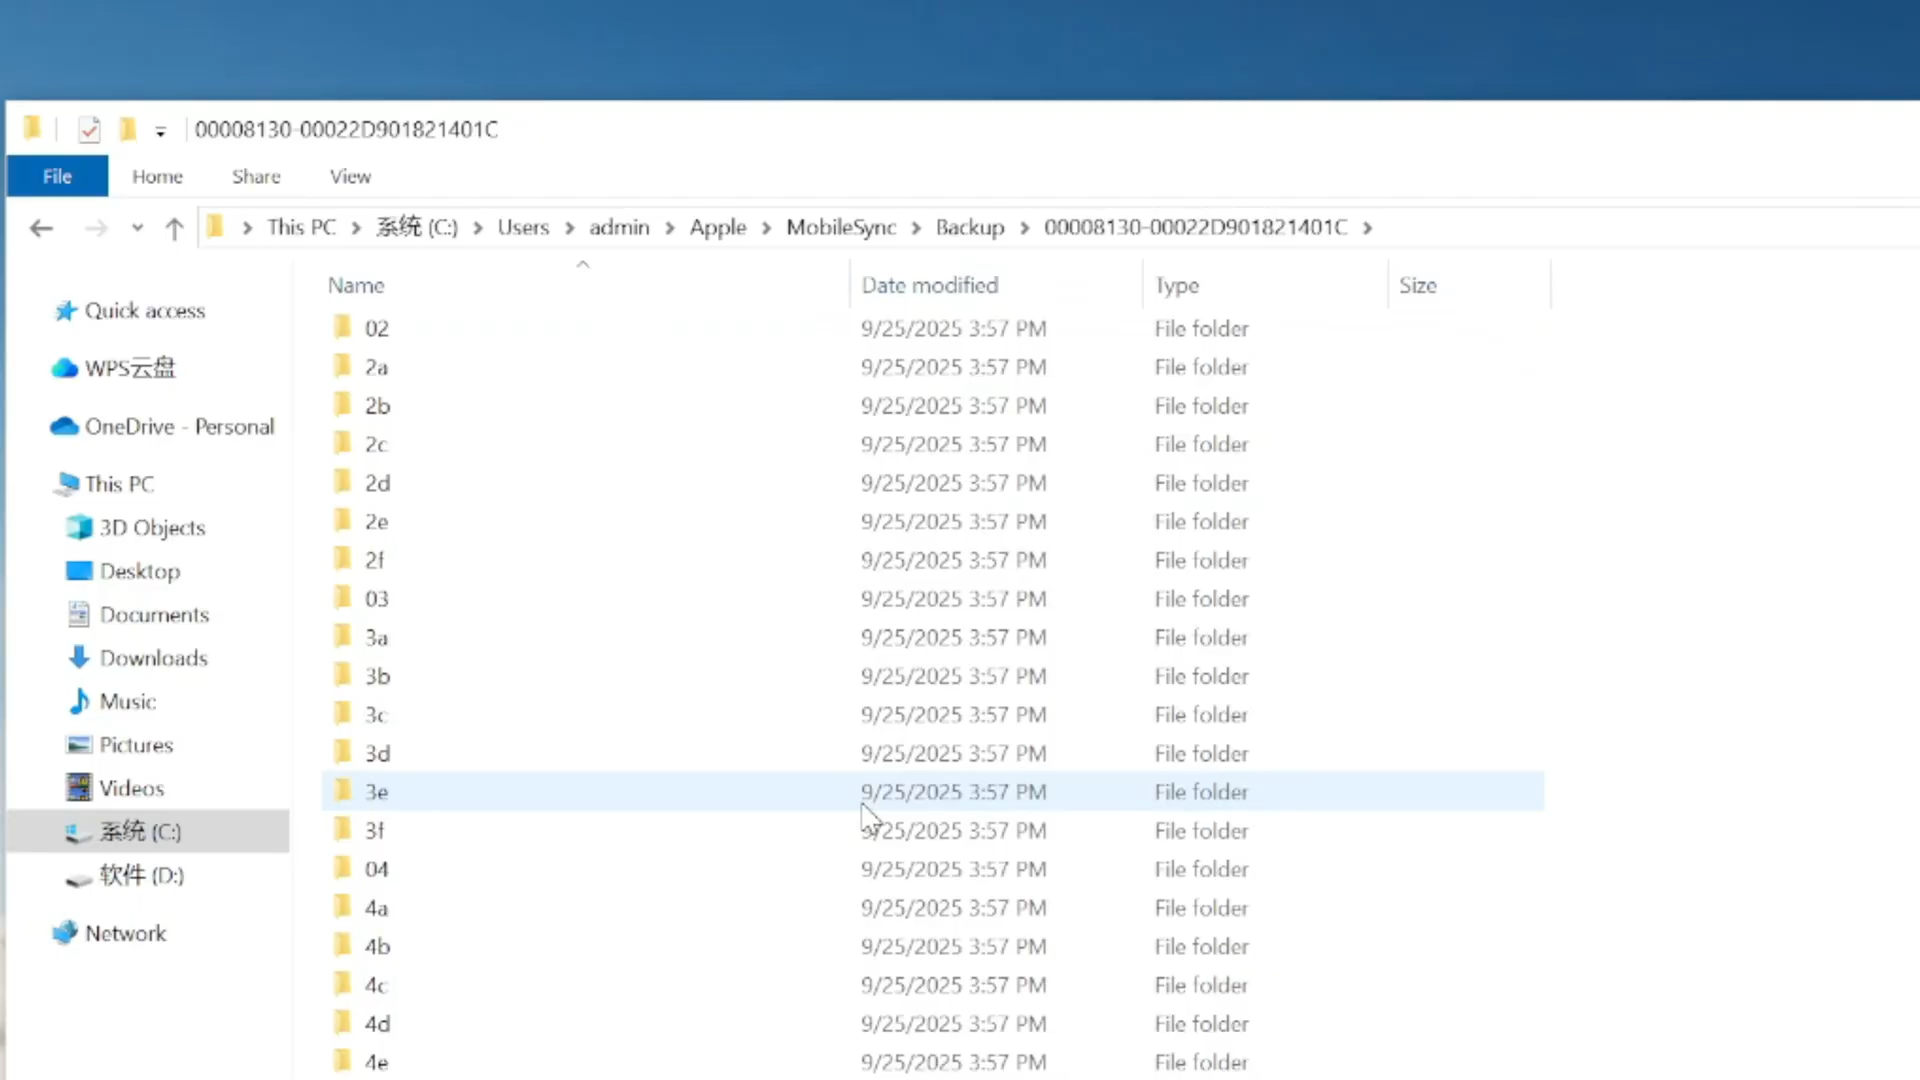 00008130-00022D901821401C
File Home Share View
This PC 系统 (C:) Users admin Apple MobileSync Backup 00008130-00022D901821401C
Name Date modified Type Size
Quick access
WPS云盘
OneDrive - Personal
This PC
3D Objects
Desktop
Documents
Downloads
Music
Pictures
Videos
系统 (C:)
软件 (D:)
Network
02 9/25/2025 3:57 PM File folder
2a 9/25/2025 3:57 PM File folder
2b 9/25/2025 3:57 PM File folder
2c 9/25/2025 3:57 PM File folder
2d 9/25/2025 3:57 PM File folder
2e 9/25/2025 3:57 PM File folder
2f 9/25/2025 3:57 PM File folder
03 9/25/2025 3:57 PM File folder
3a 9/25/2025 3:57 PM File folder
3b 9/25/2025 3:57 PM File folder
3c 9/25/2025 3:57 PM File folder
3d 9/25/2025 3:57 PM File folder
3e 9/25/2025 3:57 PM File folder
3f 9/25/2025 3:57 PM File folder
04 9/25/2025 3:57 PM File folder
4a 9/25/2025 3:57 PM File folder
4b 9/25/2025 3:57 PM File folder
4c 9/25/2025 3:57 PM File folder
4d 9/25/2025 3:57 PM File folder
4e 9/25/2025 3:57 PM File folder